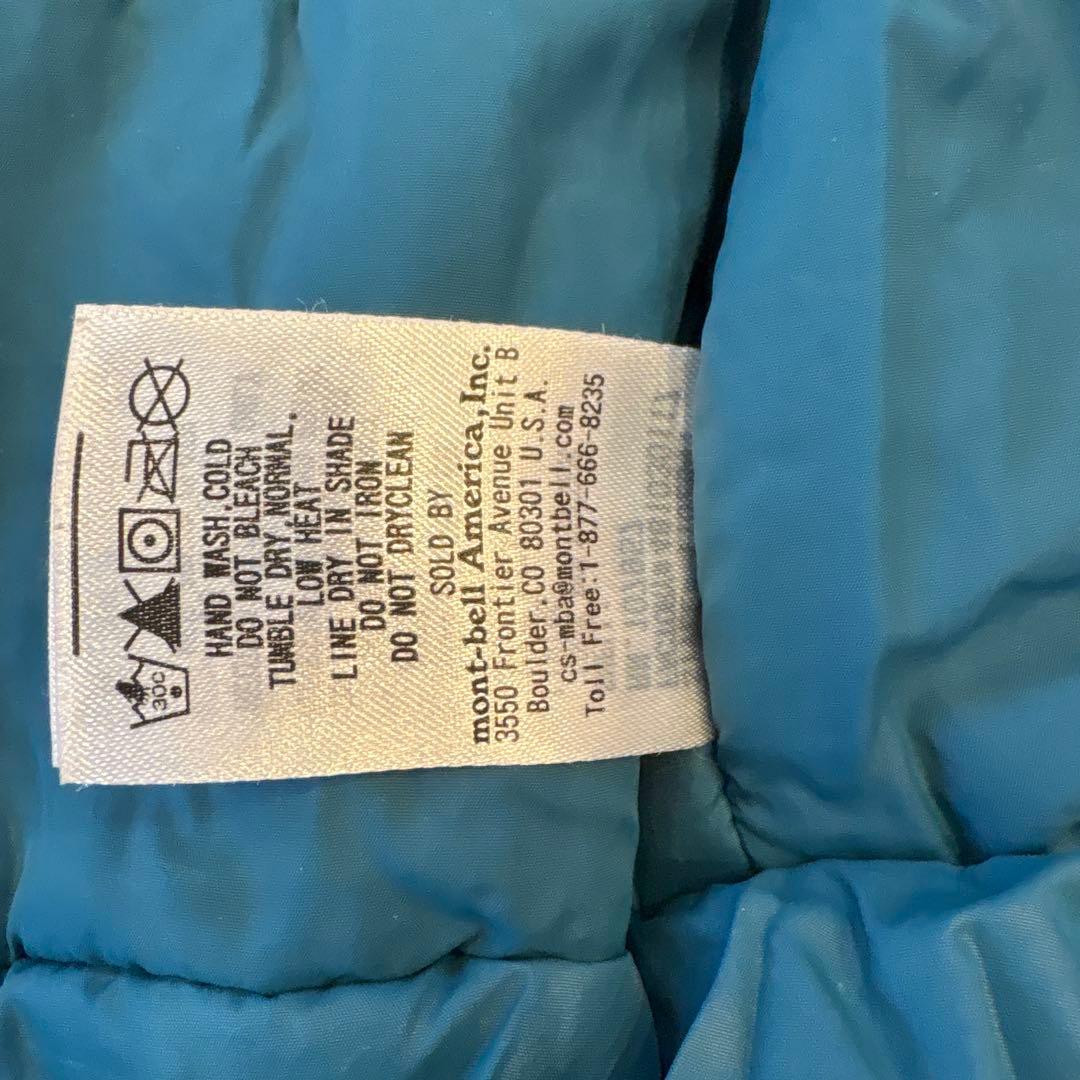 30C
HAND WASH,COLD
DO NOT BLEACH
TUMBLE DRY,NORMAL,
LOW HEAT
LINE DRY IN SHADE
DO NOT IRON
DO NOT DRYCLEAN
SOLD BY
mont-bell America, Inc.
3550 Frontier Avenue Unit B
Boulder.CO 80301 U.S.A.
cs-mba@montbell.com
Toll Free:1-877-666-8235